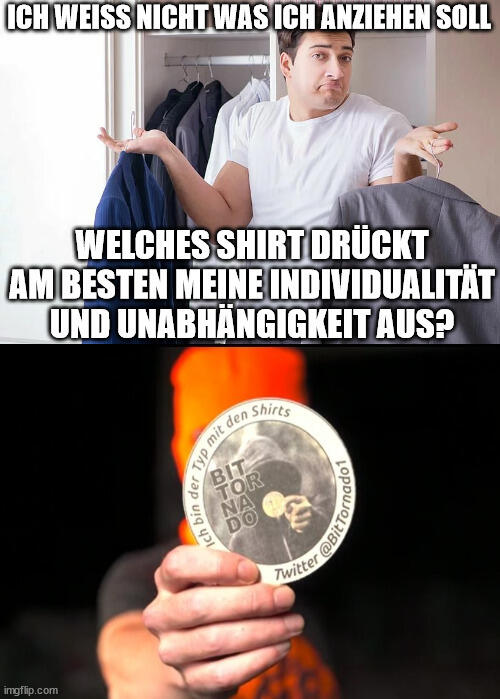 ICH WEISS NICHT WAS ICH ANZIEHEN SOLL
WELCHES SHIRT DRÜCKT
AM BESTEN MEINE INDIVIDUALITÄT
UND UNABHÄNGIGKEIT AUS?
Ich bin der Typ mit den Shirts
BIT
TOR
NA
DO
Twitter @BitTornado1
imgflip.com